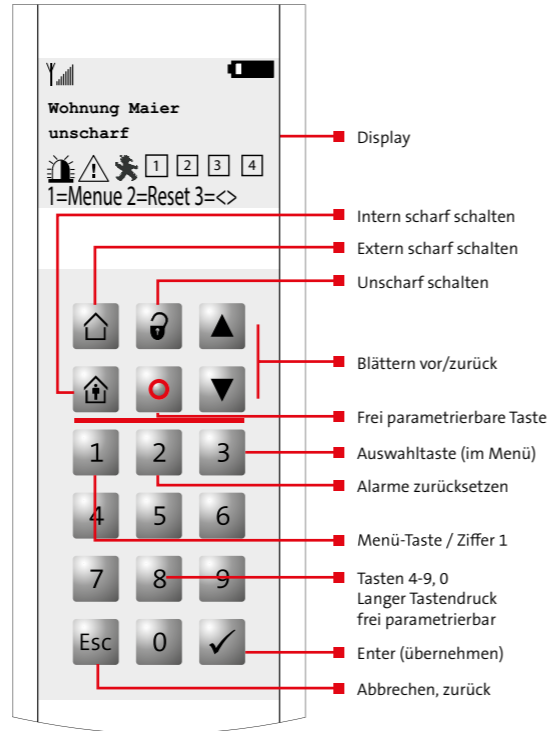 Wohnung Maier
unscharf
1 2 3 4
1=Menue 2=Reset 3=<>
Display
Intern scharf schalten
Extern scharf schalten
Unscharf schalten
Blättern vor/zurück
Frei parametrierbare Taste
1 2 3
Auswahltaste (im Menü)
Alarme zurücksetzen
4 5 6
Menü-Taste / Ziffer 1
7 8 9
Tasten 4-9, 0
Langer Tastendruck
frei parametrierbar
Esc 0
Enter (übernehmen)
Abbrechen, zurück